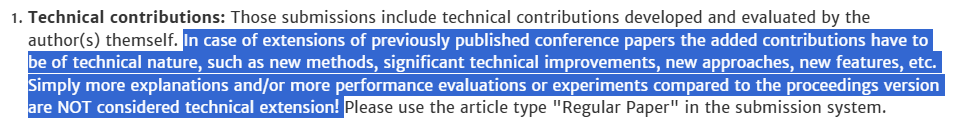 1. Technical contributions: Those submissions include technical contributions developed and evaluated by the
author(s) themself. In case of extensions of previously published conference papers the added contributions have to
be of technical nature, such as new methods, significant technical improvements, new approaches, new features, etc.
Simply more explanations and/or more performance evaluations or experiments compared to the proceedings version
are NOT considered technical extension! Please use the article type "Regular Paper" in the submission system.